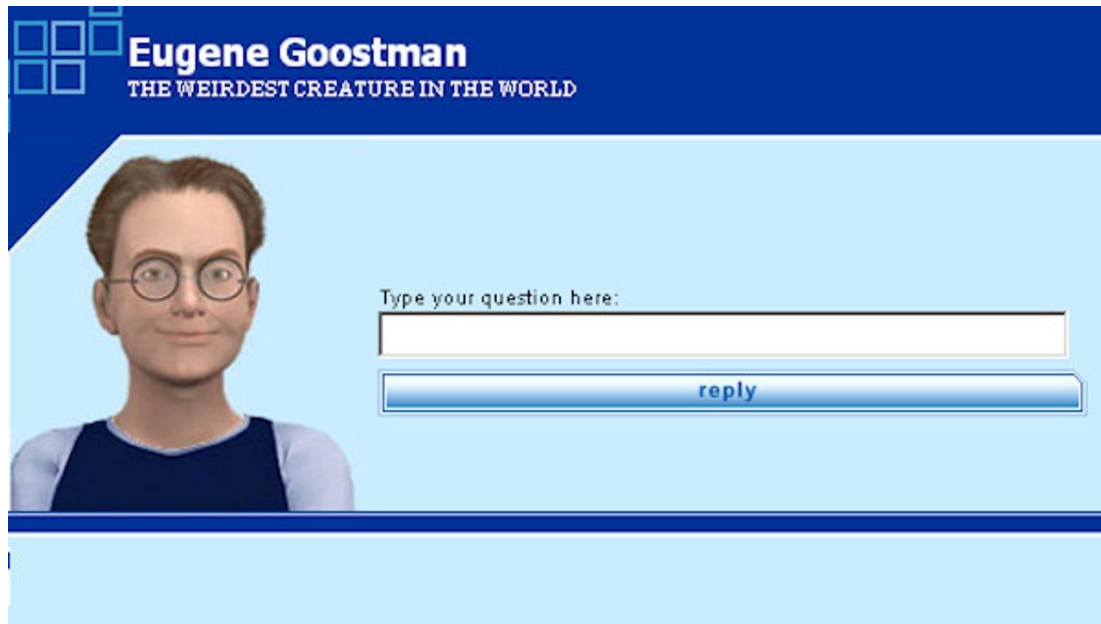 Eugene Goostman
THE WEIRDEST CREATURE IN THE WORLD
Type your question here:
reply